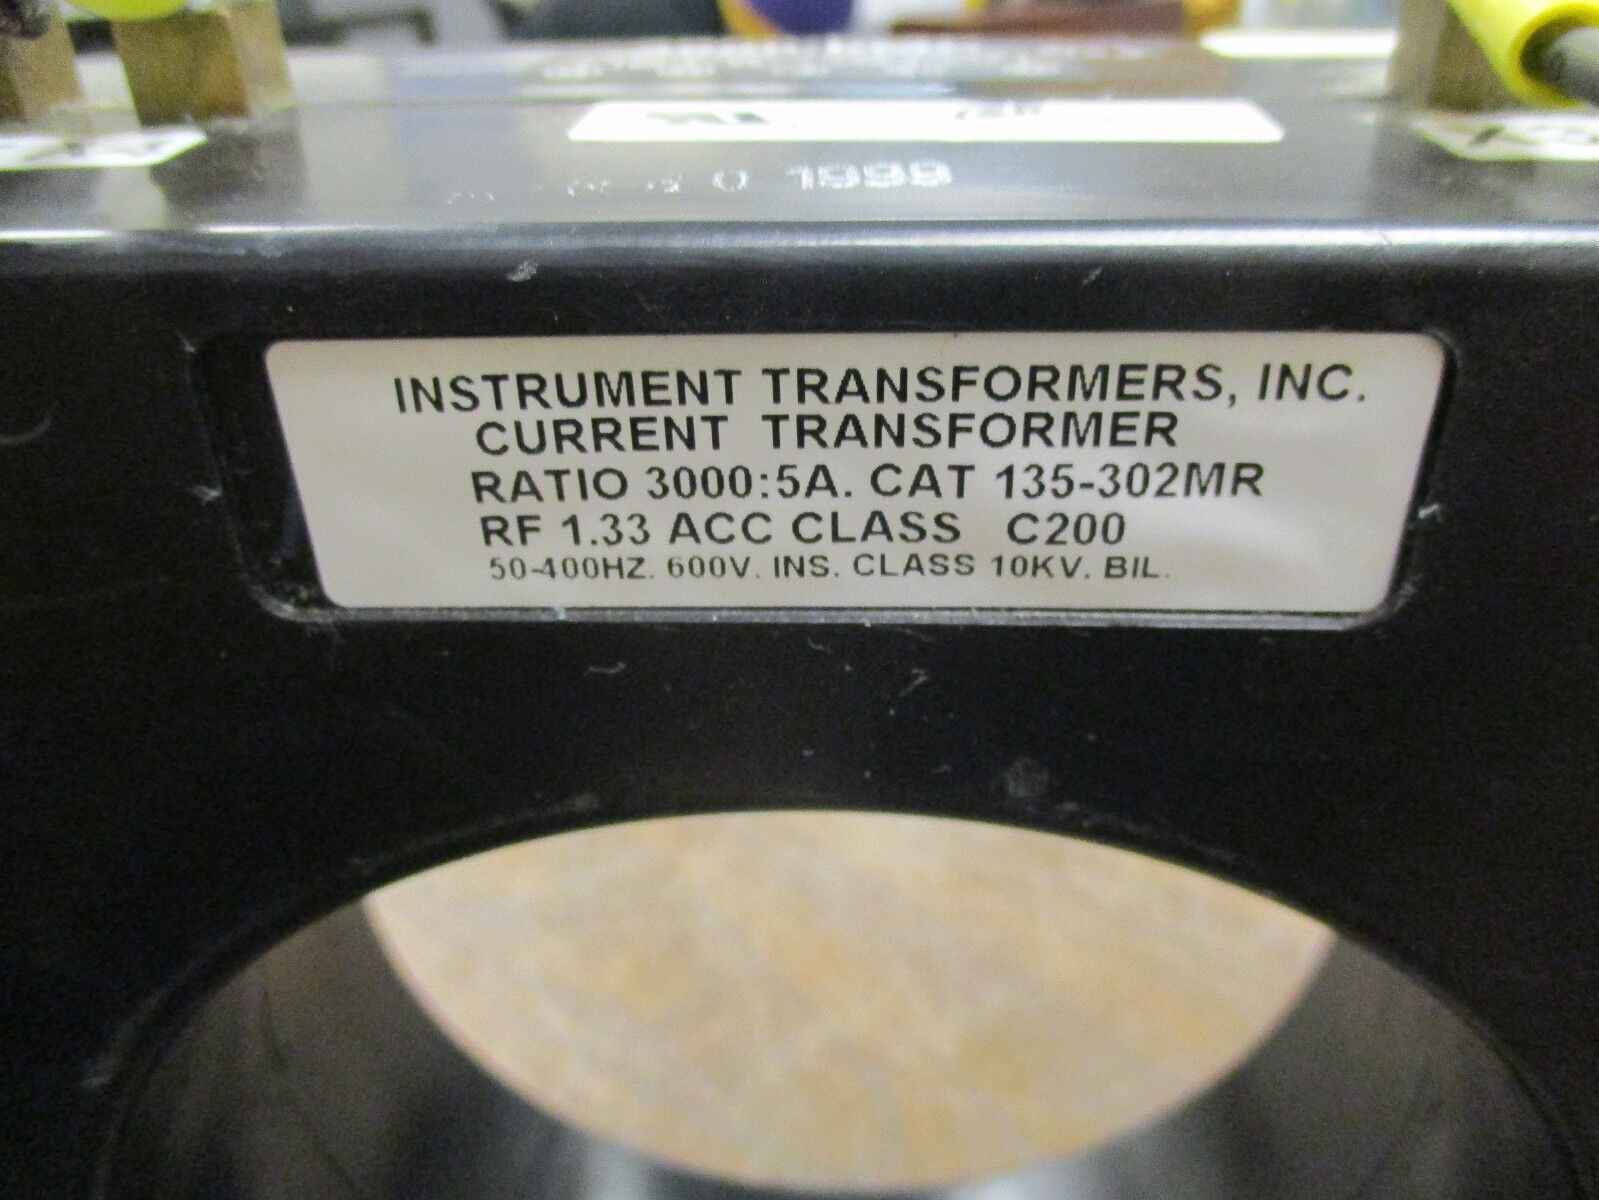 1999
INSTRUMENT TRANSFORMERS, INC.
CURRENT TRANSFORMER
RATIO 3000:5A. CAT 135-302MR
RF 1.33 ACC CLASS C200
50-400HZ. 600V. INS. CLASS 10KV. BIL.